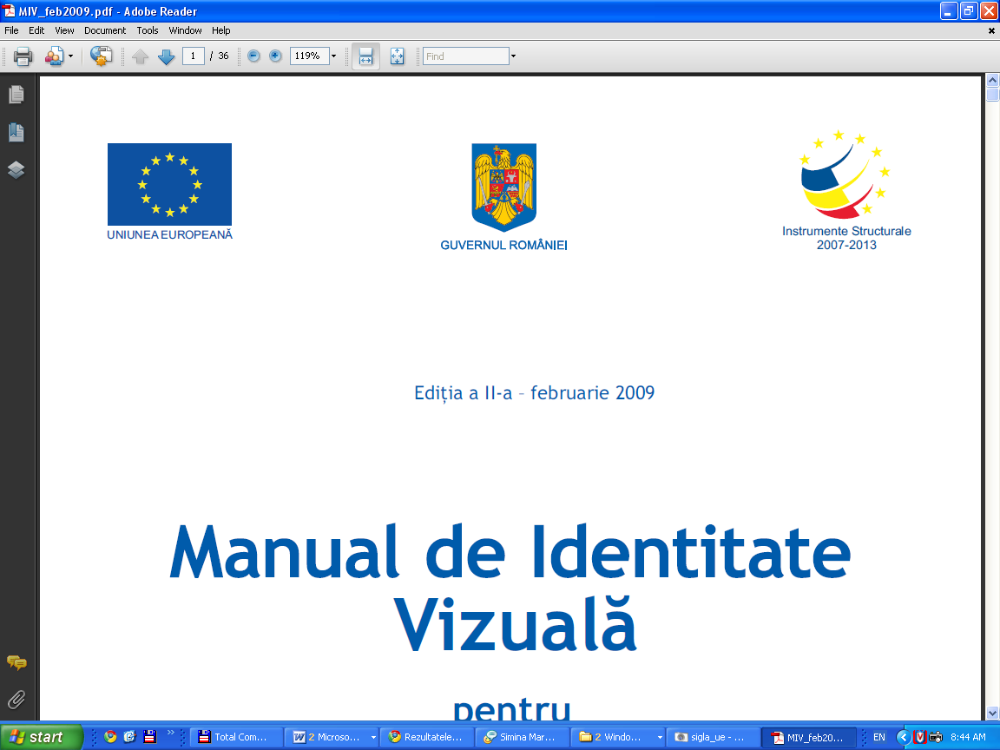 MIV_feb2009.pdf - Adobe Reader
File Edit View Document Tools Window Help
1 / 36 119% Find
UNIUNEA EUROPEANĂ
GUVERNUL ROMÂNIEI
Instrumente Structurale
2007-2013
Ediția a II-a – februarie 2009
Manual de Identitate
Vizuală
pentru
start Total Com... 2 Microso... Rezultatele... Simina Mar... 2 Windo... sigla_ue - ... MIV_feb20... EN 8:44 AM